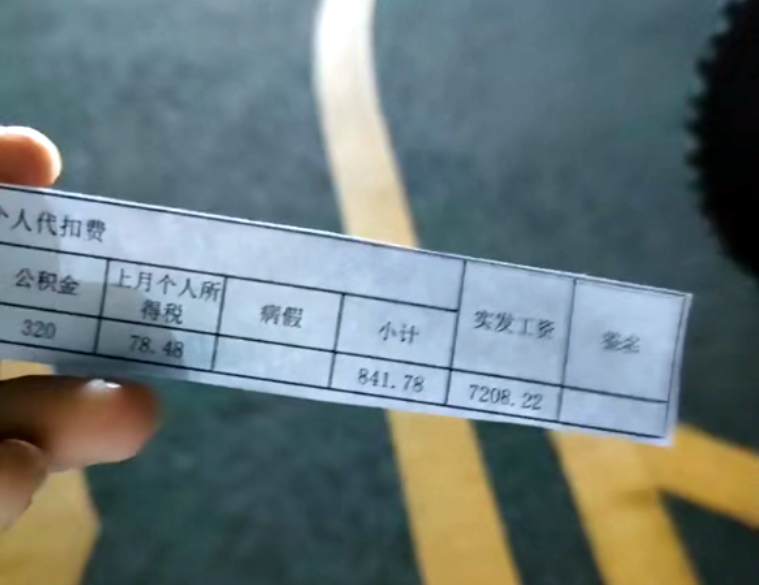 个人代扣费
公积金 上月个人所得税 病假 小计 实发工资 签名
320 78.48 841.78 7208.22